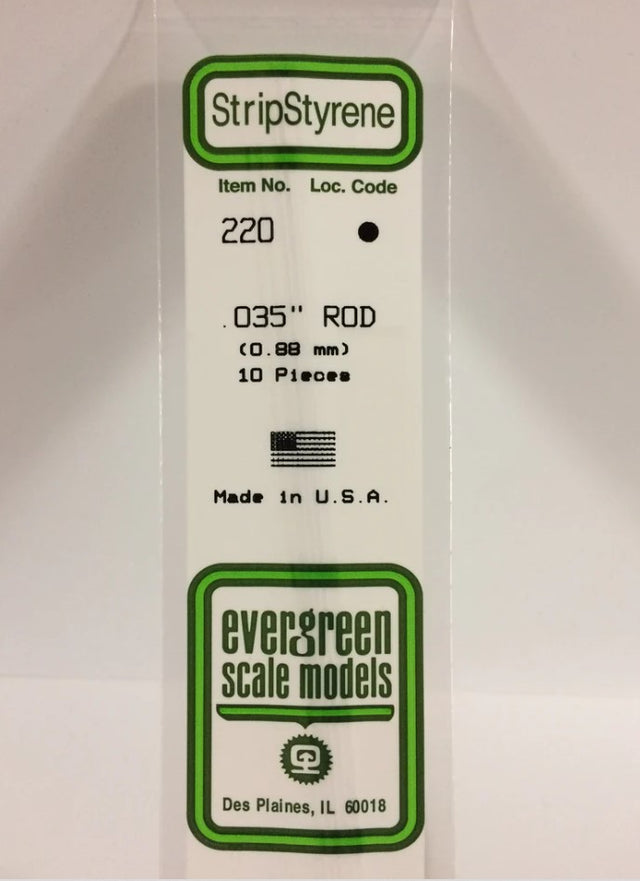 StripStyrene
Item No. Loc. Code
220 ●
.035" ROD
(0.88 mm)
10 Pieces
Made in U.S.A.
evergreen
scale models
Des Plaines, IL 60018